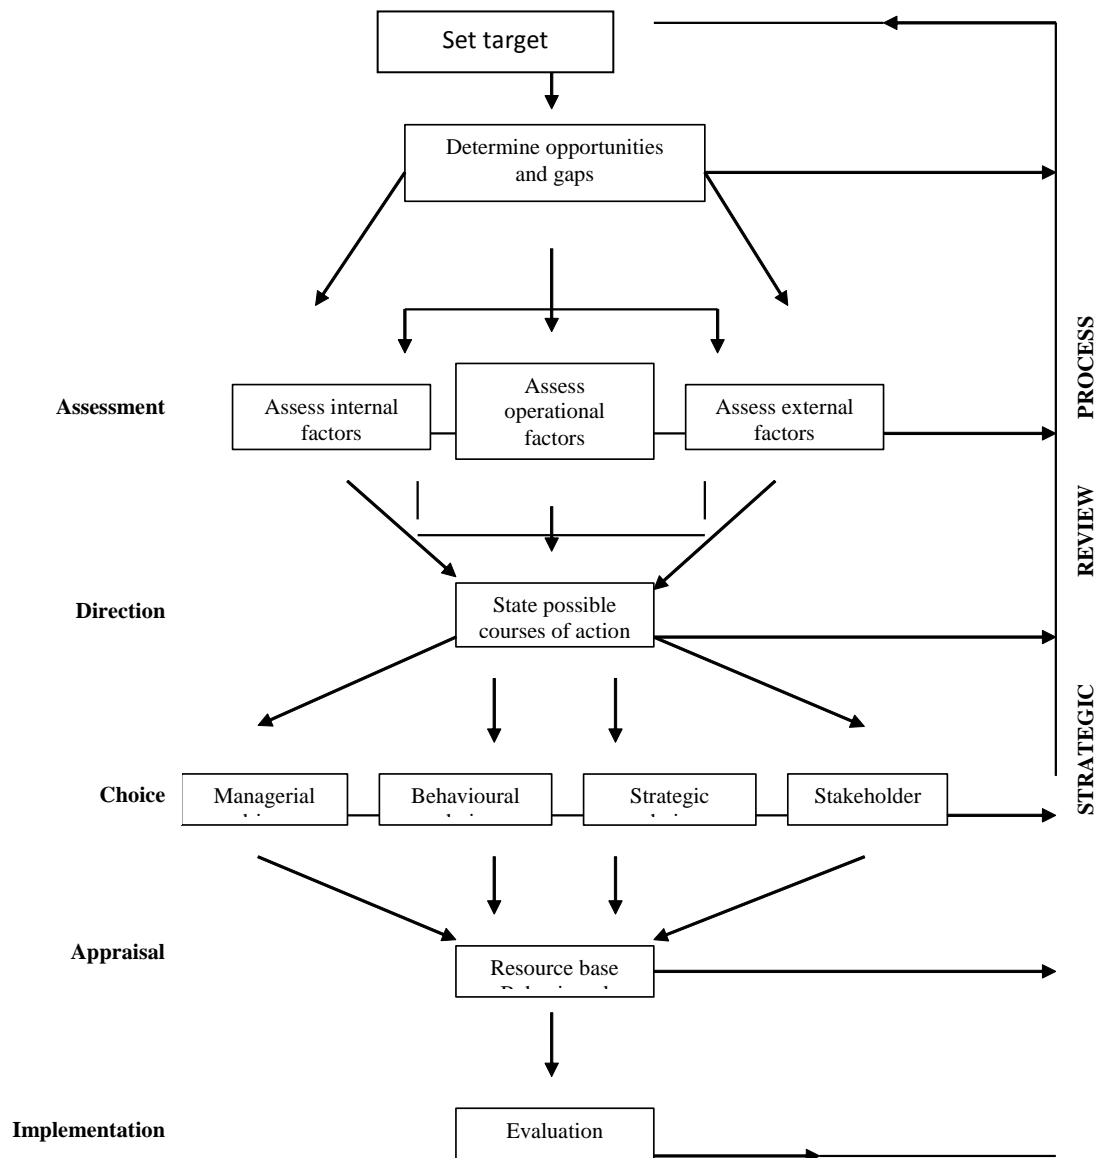 Set target
Determine opportunities
and gaps
Assessment
Assess internal
factors
Assess
operational
factors
Assess external
factors
Direction
State possible
courses of action
Choice
Managerial
Behavioural
Strategic
Stakeholder
Appraisal
Resource base
Implementation
Evaluation
STRATEGIC
REVIEW
PROCESS